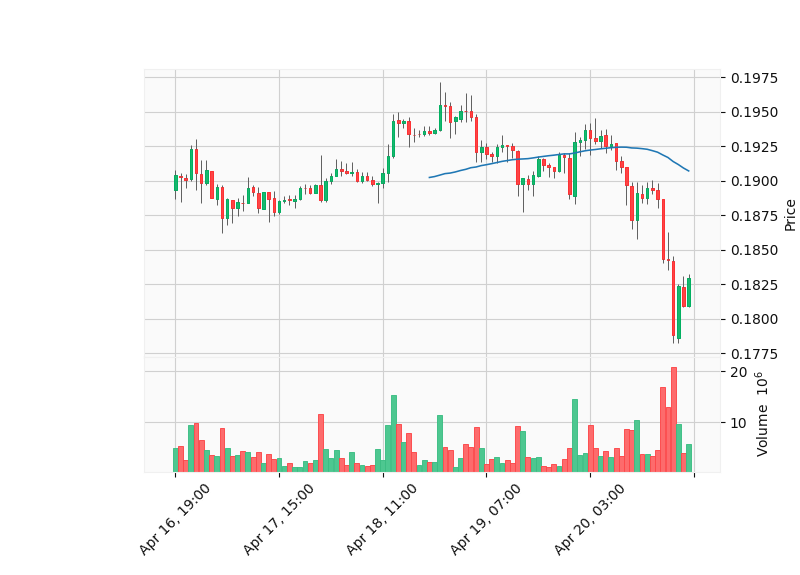 0.1975
0.1950
0.1925
0.1900
0.1875
0.1850
0.1825
0.1800
0.1775
Price
20
10
Volume 10⁶
Apr 16, 19:00
Apr 17, 15:00
Apr 18, 11:00
Apr 19, 07:00
Apr 20, 03:00